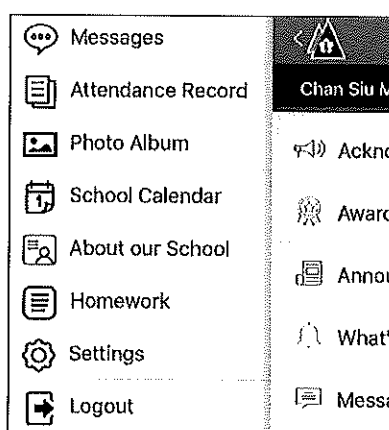 Messages
Attendance Record
Photo Album
School Calendar
About our School
Homework
Settings
Logout
Chan Siu M
Ackno
Award
Annou
What'
Messa